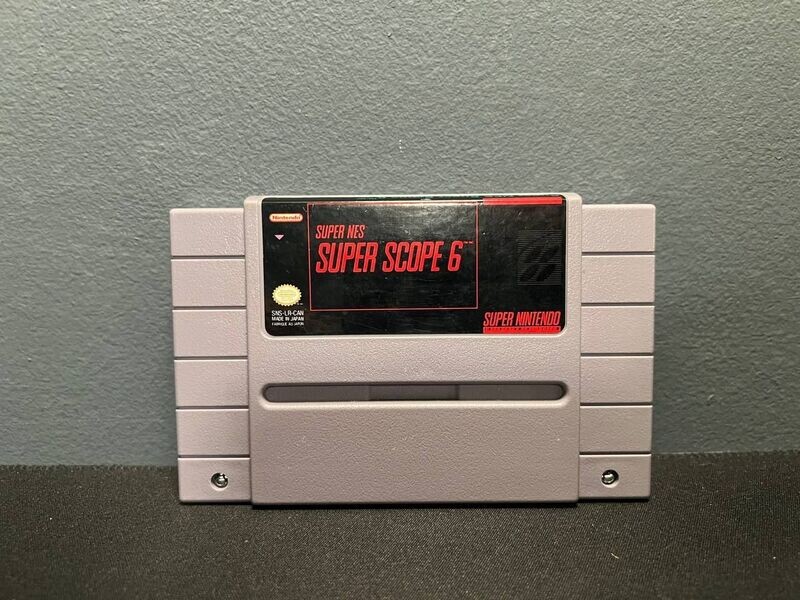 Nintendo
SUPER NES
SUPER SCOPE 6™
SNS-LR-CAN
MADE IN JAPAN
FABRIQUÉ AU JAPON
SUPER NINTENDO